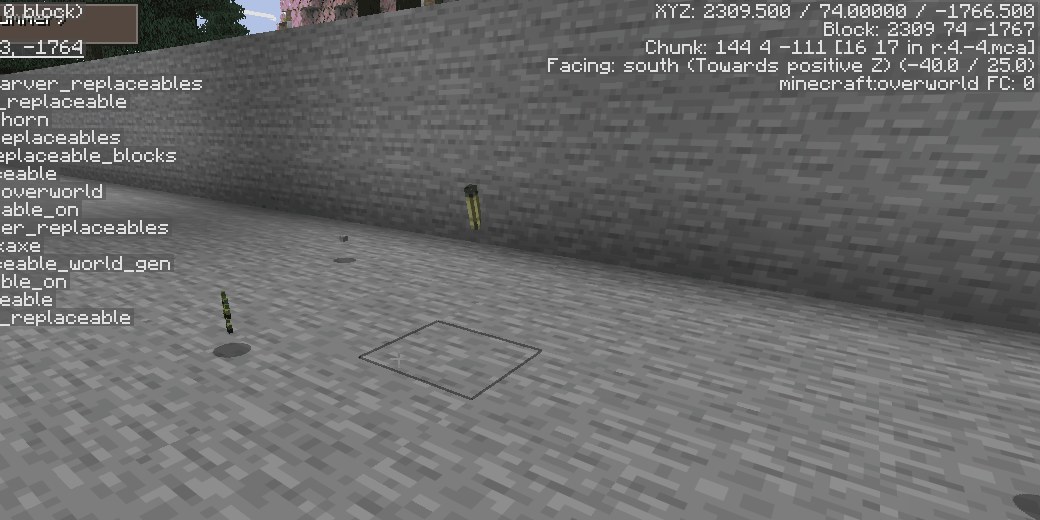 0 block)
3, -1764
arver_replaceables
_replaceable
horn
eplaceables
eplaceable_blocks
eable
overworld
able_on
er_replaceables
kaxe
eable_world_gen
ble_on
eable
_replaceable
XYZ: 2309.500 / 74.00000 / -1766.500
Block: 2309 74 -1767
Chunk: 144 4 -111 [16 17 in r.4.-4.mca]
Facing: south (Towards positive Z) (-40.0 / 25.0)
minecraft:overworld FC: 0